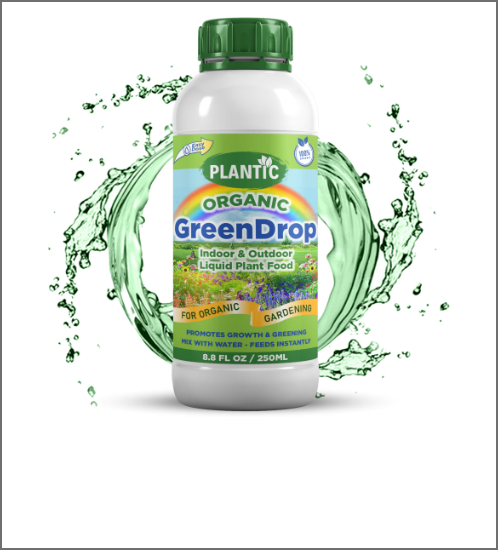 100%
PLANTIC
ORGANIC
GreenDrop
Indoor & Outdoor
Liquid Plant Food
FOR ORGANIC GARDENING
PROMOTES GROWTH & GREENING
MIX WITH WATER - FEEDS INSTANTLY
8.8 FL OZ / 250ML